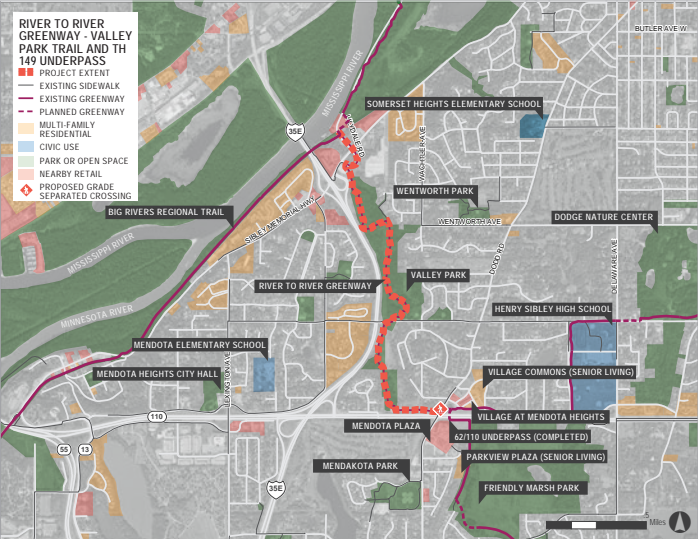 RIVER TO RIVER
GREENWAY - VALLEY
PARK TRAIL AND TH
149 UNDERPASS
PROJECT EXTENT
EXISTING SIDEWALK
EXISTING GREENWAY
PLANNED GREENWAY
MULTI-FAMILY
RESIDENTIAL
CIVIC USE
PARK OR OPEN SPACE
NEARBY RETAIL
PROPOSED GRADE
SEPARATED CROSSING
BUTLER AVE W
MISSISSIPPI RIVER
SOMERSET HEIGHTS ELEMENTARY SCHOOL
35E
WACHTLER AVE
WENTWORTH PARK
BIG RIVERS REGIONAL TRAIL
SIBLEY MEMORIAL HWY
WENTWORTH AVE
DODGE NATURE CENTER
MISSISSIPPI RIVER
DODD RD
DELAWARE AVE
VALLEY PARK
RIVER TO RIVER GREENWAY
MINNESOTA RIVER
HENRY SIBLEY HIGH SCHOOL
MENDOTA ELEMENTARY SCHOOL
MENDOTA HEIGHTS CITY HALL
LEXINGTON AVE
VILLAGE COMMONS (SENIOR LIVING)
110
VILLAGE AT MENDOTA HEIGHTS
MENDOTA PLAZA
62/110 UNDERPASS (COMPLETED)
55
13
PARKVIEW PLAZA (SENIOR LIVING)
MENDAKOTA PARK
35E
FRIENDLY MARSH PARK
.5
Miles